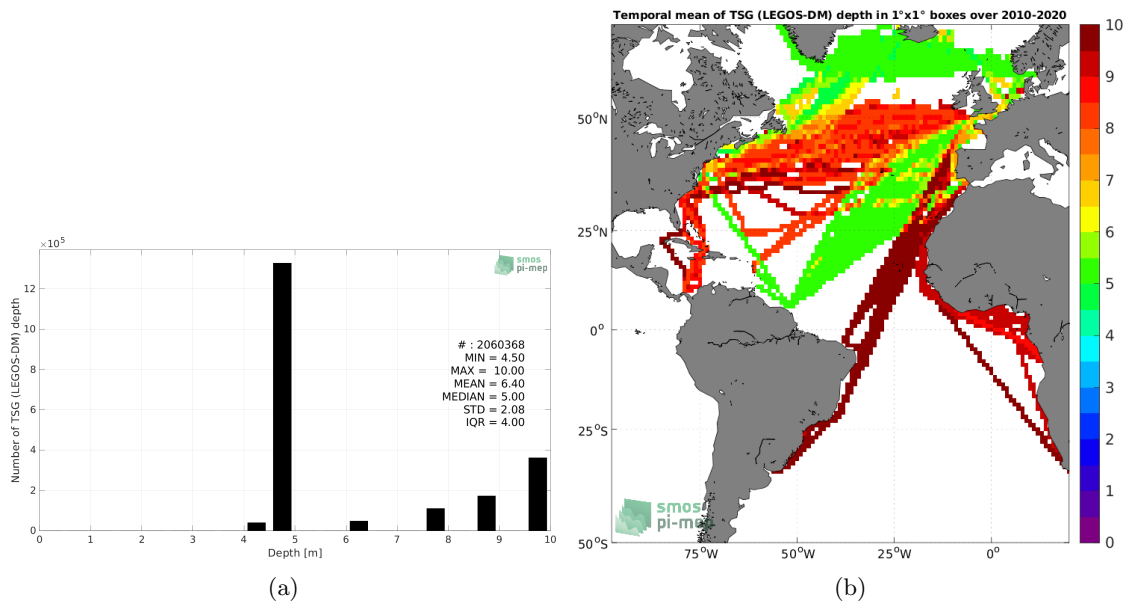 ×10⁵
12
10
8
6
4
2
0
Number of TSG (LEGOS-DM) depth
smos
pi-mep
# : 2060368
MIN = 4.50
MAX = 10.00
MEAN = 6.40
MEDIAN = 5.00
STD = 2.08
IQR = 4.00
0 1 2 3 4 5 6 7 8 9 10
Depth [m]
(a)
Temporal mean of TSG (LEGOS-DM) depth in 1°x1° boxes over 2010-2020
50°N
25°N
0°
25°S
50°S
75°W 50°W 25°W 0°
smos
pi-mep
10
9
8
7
6
5
4
3
2
1
0
(b)